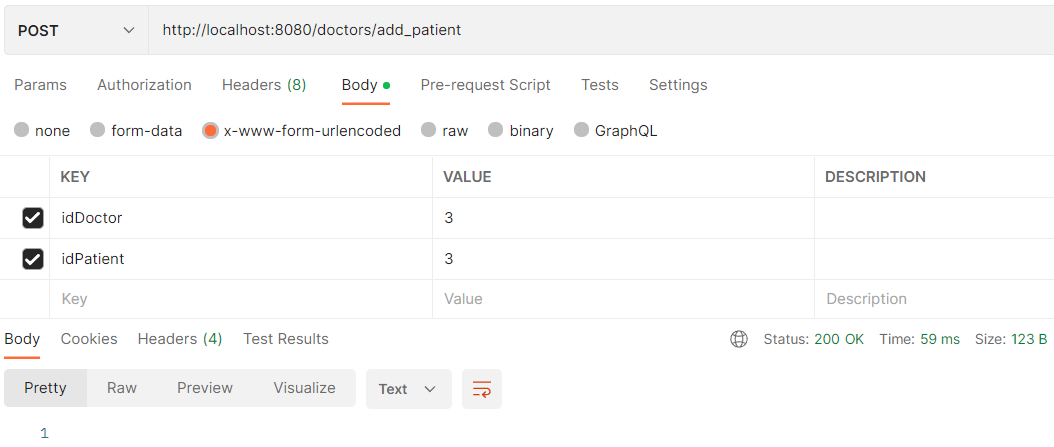 POST http://localhost:8080/doctors/add_patient
Params Authorization Headers (8) Body Pre-request Script Tests Settings
none form-data x-www-form-urlencoded raw binary GraphQL
KEY VALUE DESCRIPTION
idDoctor 3
idPatient 3
Key Value Description
Body Cookies Headers (4) Test Results Status: 200 OK Time: 59 ms Size: 123 B
Pretty Raw Preview Visualize Text
1